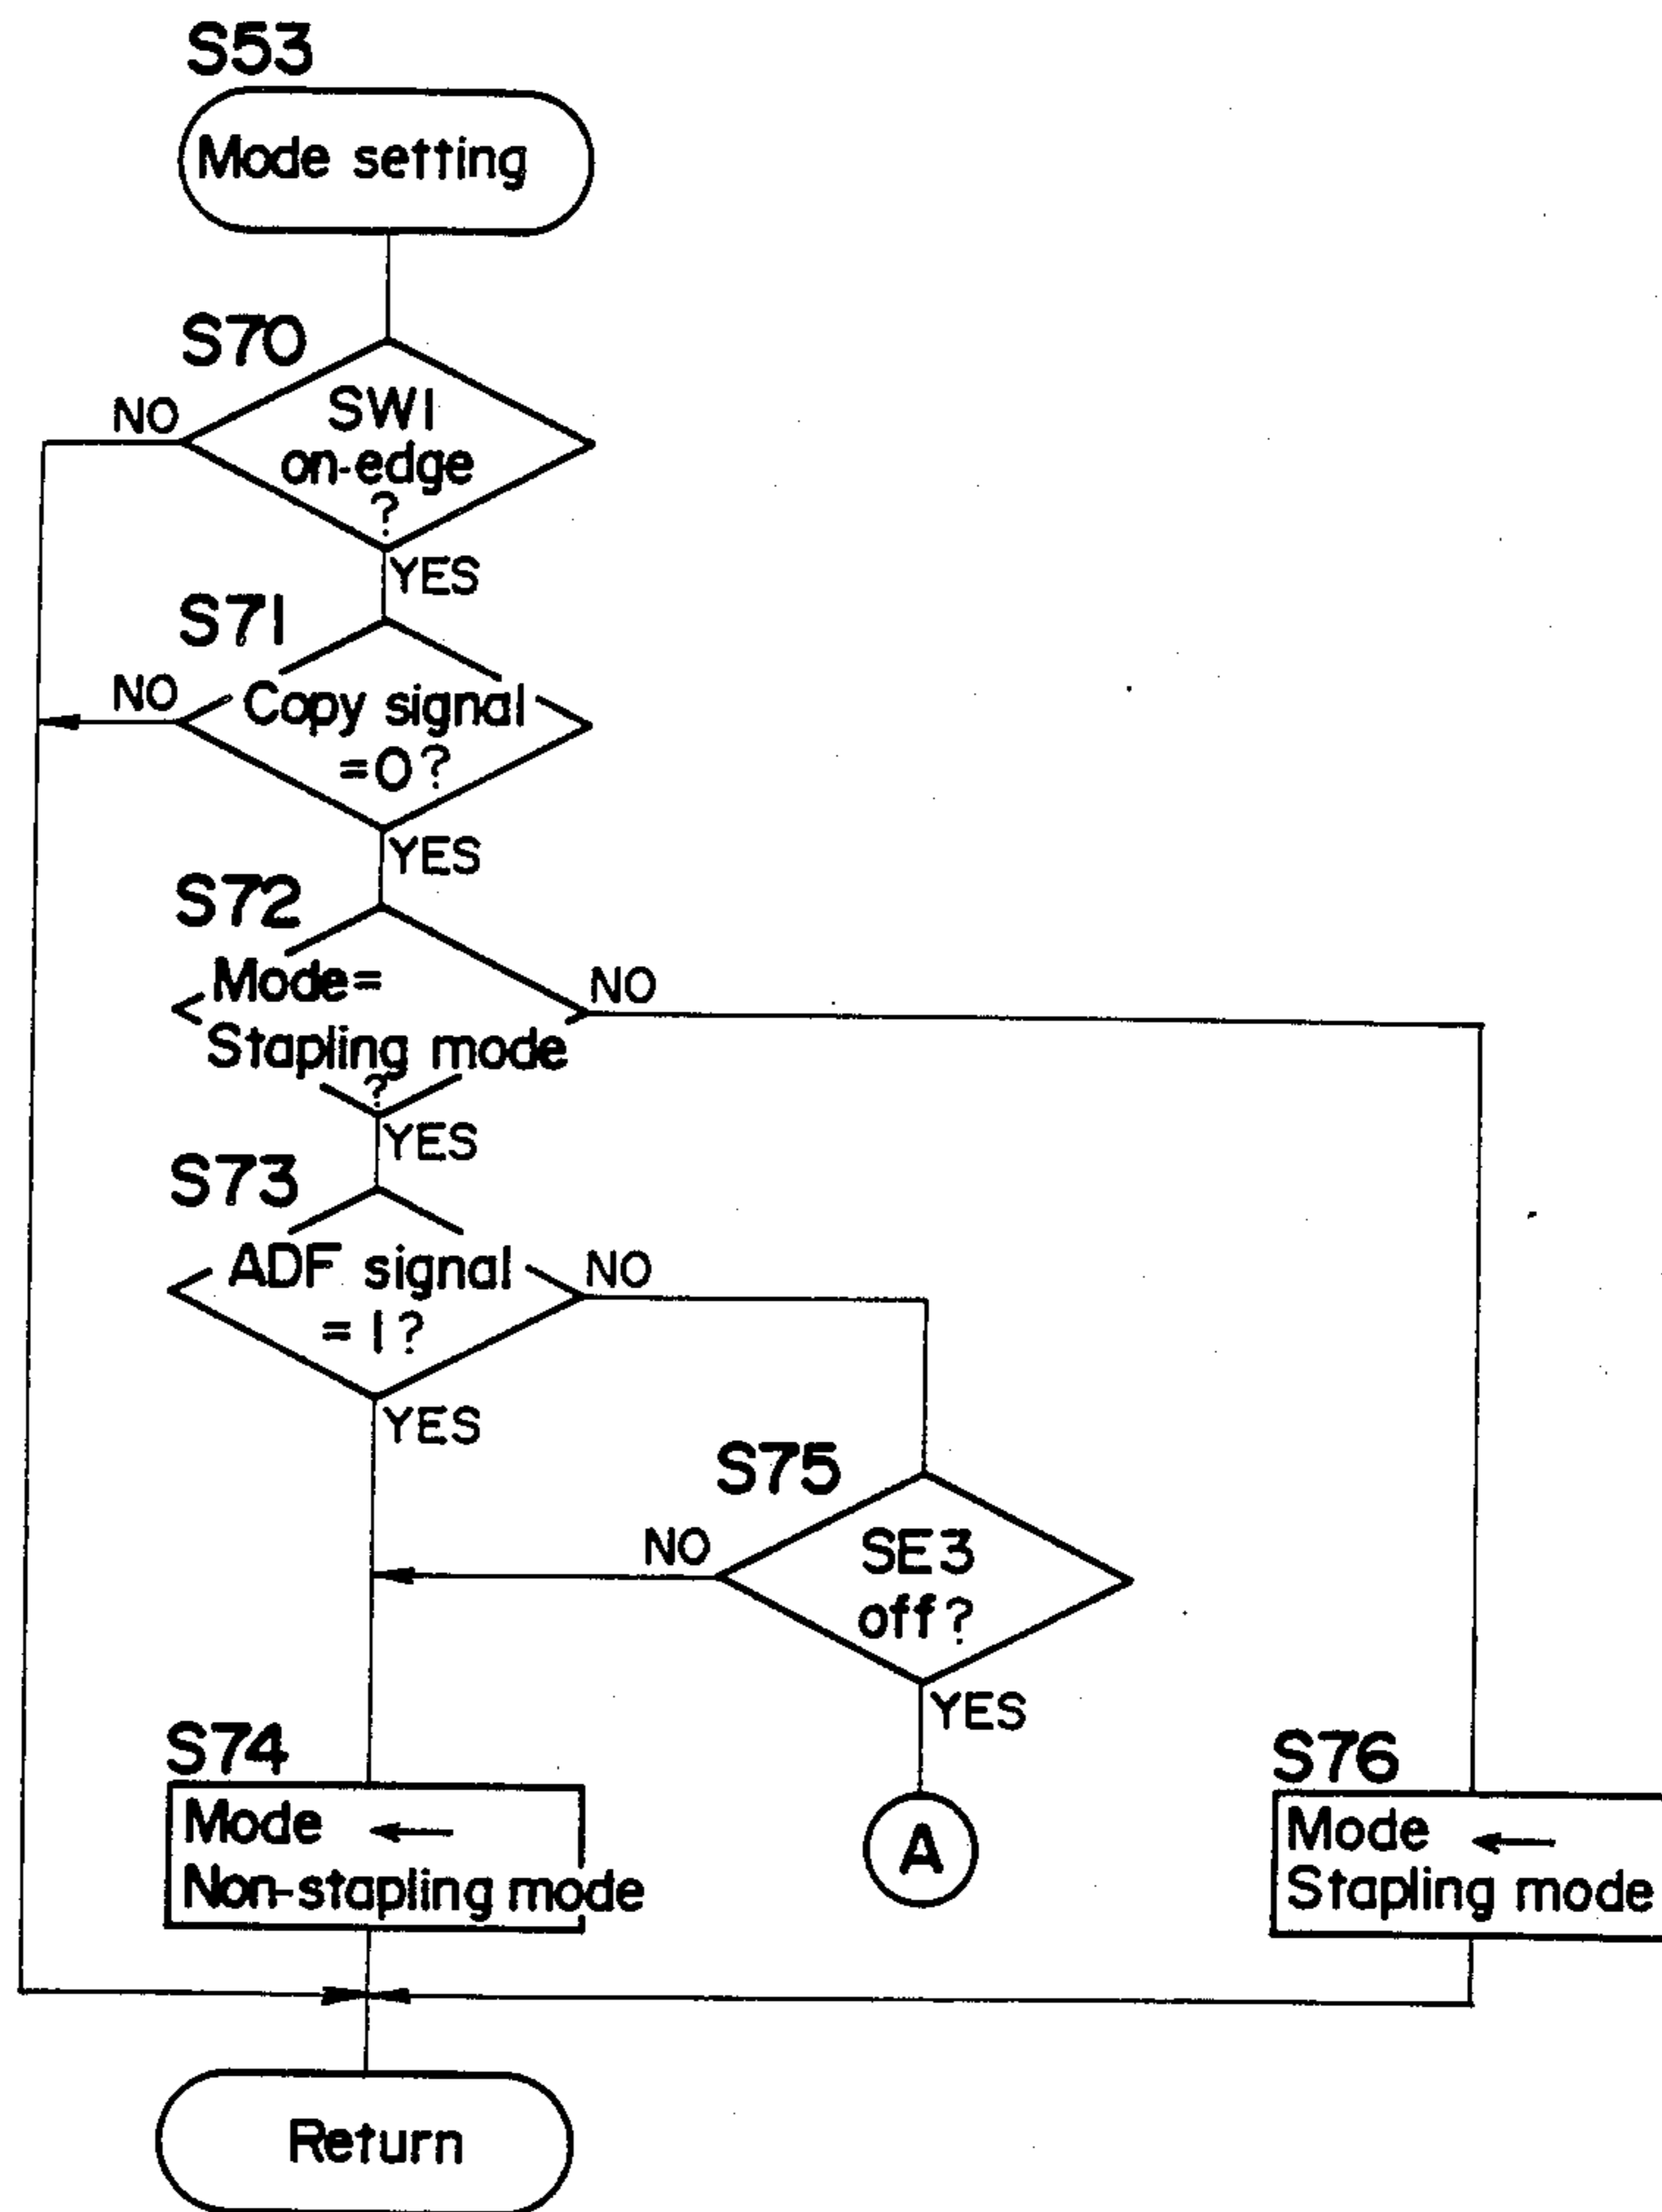 S53
Mode setting
S70
NO
SW1
on-edge
?
YES
S71
NO
Copy signal
=0?
YES
S72
Mode=
Stapling mode
?
NO
YES
S73
ADF signal
=1?
NO
YES
S75
NO
SE3
off?
YES
S74
Mode ←
Non-stapling mode
A
S76
Mode ←
Stapling mode
Return